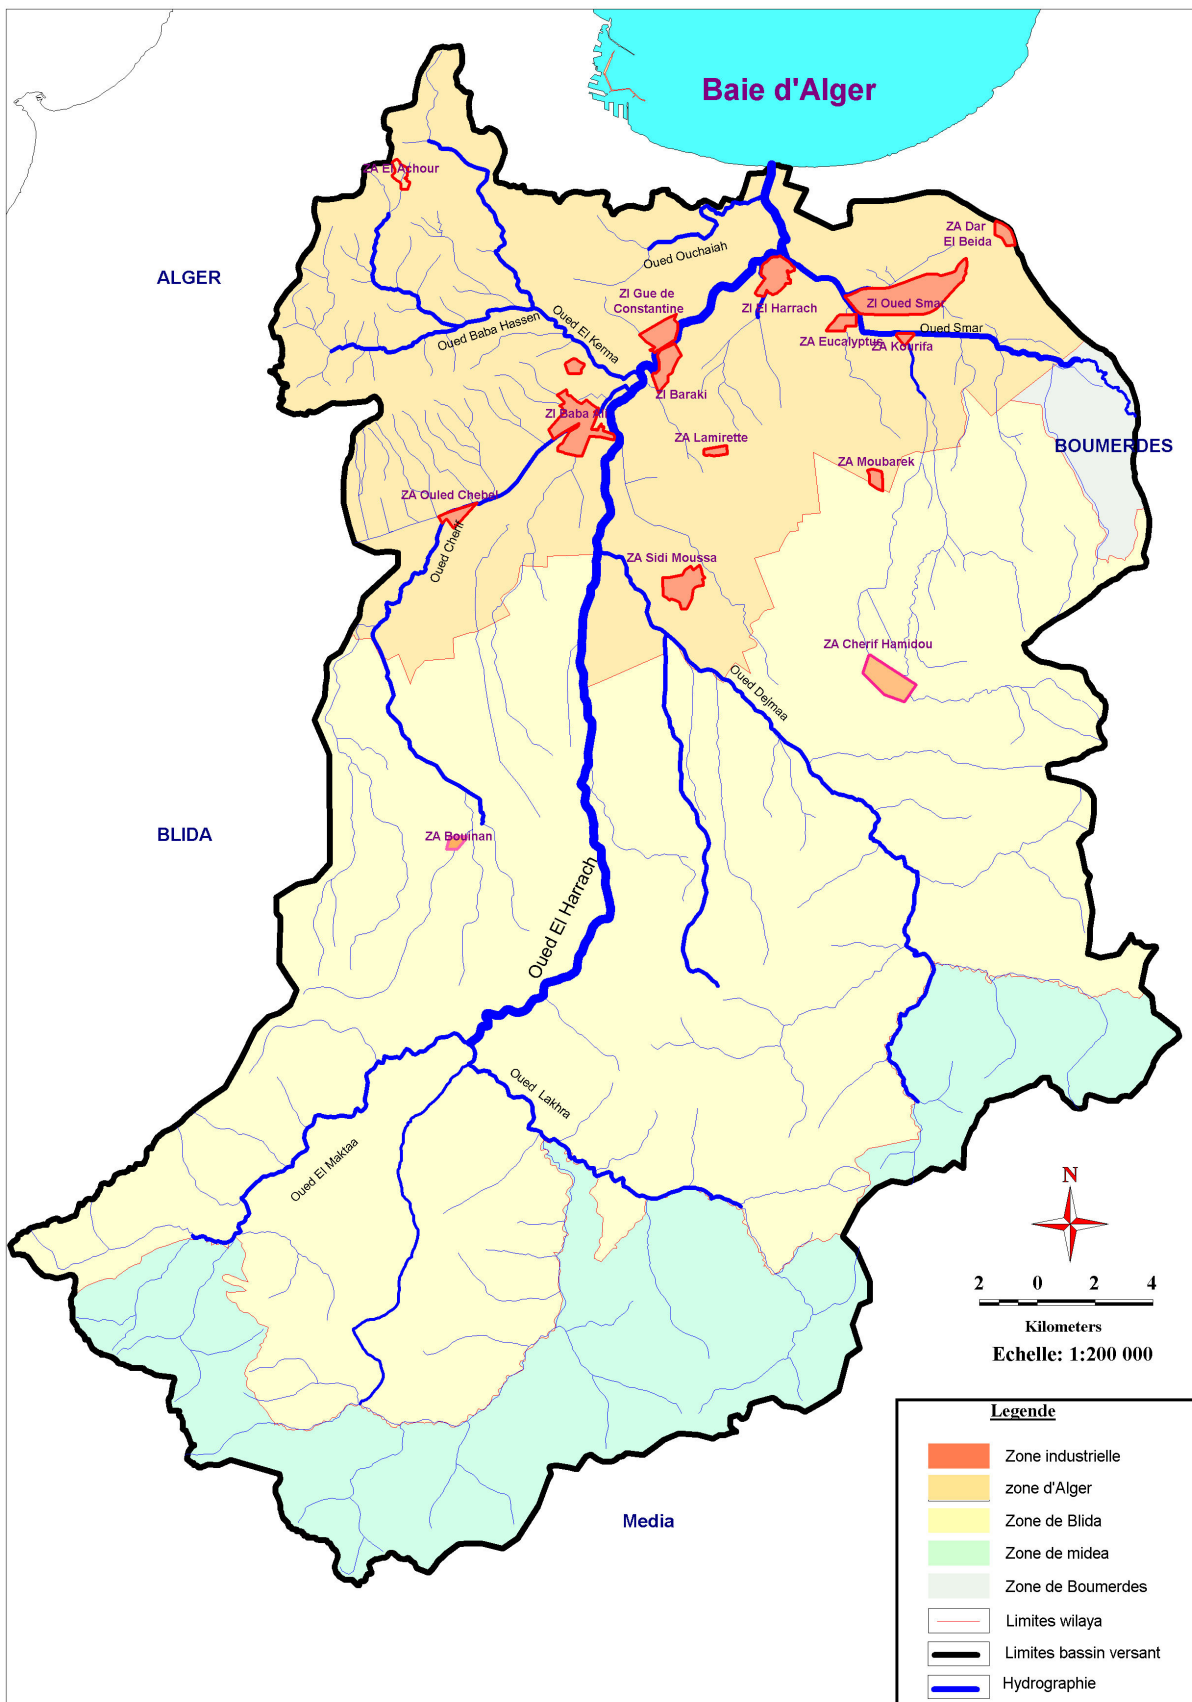 Baie d'Alger
ZA El Achour
ZA Dar
El Beida
Oued Ouchaiah
ALGER
ZI Gue de
Constantine
ZI El Harrach
ZI Oued Smar
Oued Smar
Oued Baba Hassen
Oued El Kerma
ZA Eucalyptus
ZA Kourifa
ZI Baraki
ZI Baba Ali
ZA Lamirette
BOUMERDES
ZA Moubarek
ZA Ouled Chebel
Oued Cherif
ZA Sidi Moussa
ZA Cherif Hamidou
Oued Dejmaa
BLIDA
ZA Bouinan
Oued El Harrach
Oued Lakhra
Oued El Maktaa
N
2 0 2 4
Kilometers
Echelle: 1:200 000
Media
Legende
Zone industrielle
zone d'Alger
Zone de Blida
Zone de midea
Zone de Boumerdes
Limites wilaya
Limites bassin versant
Hydrographie